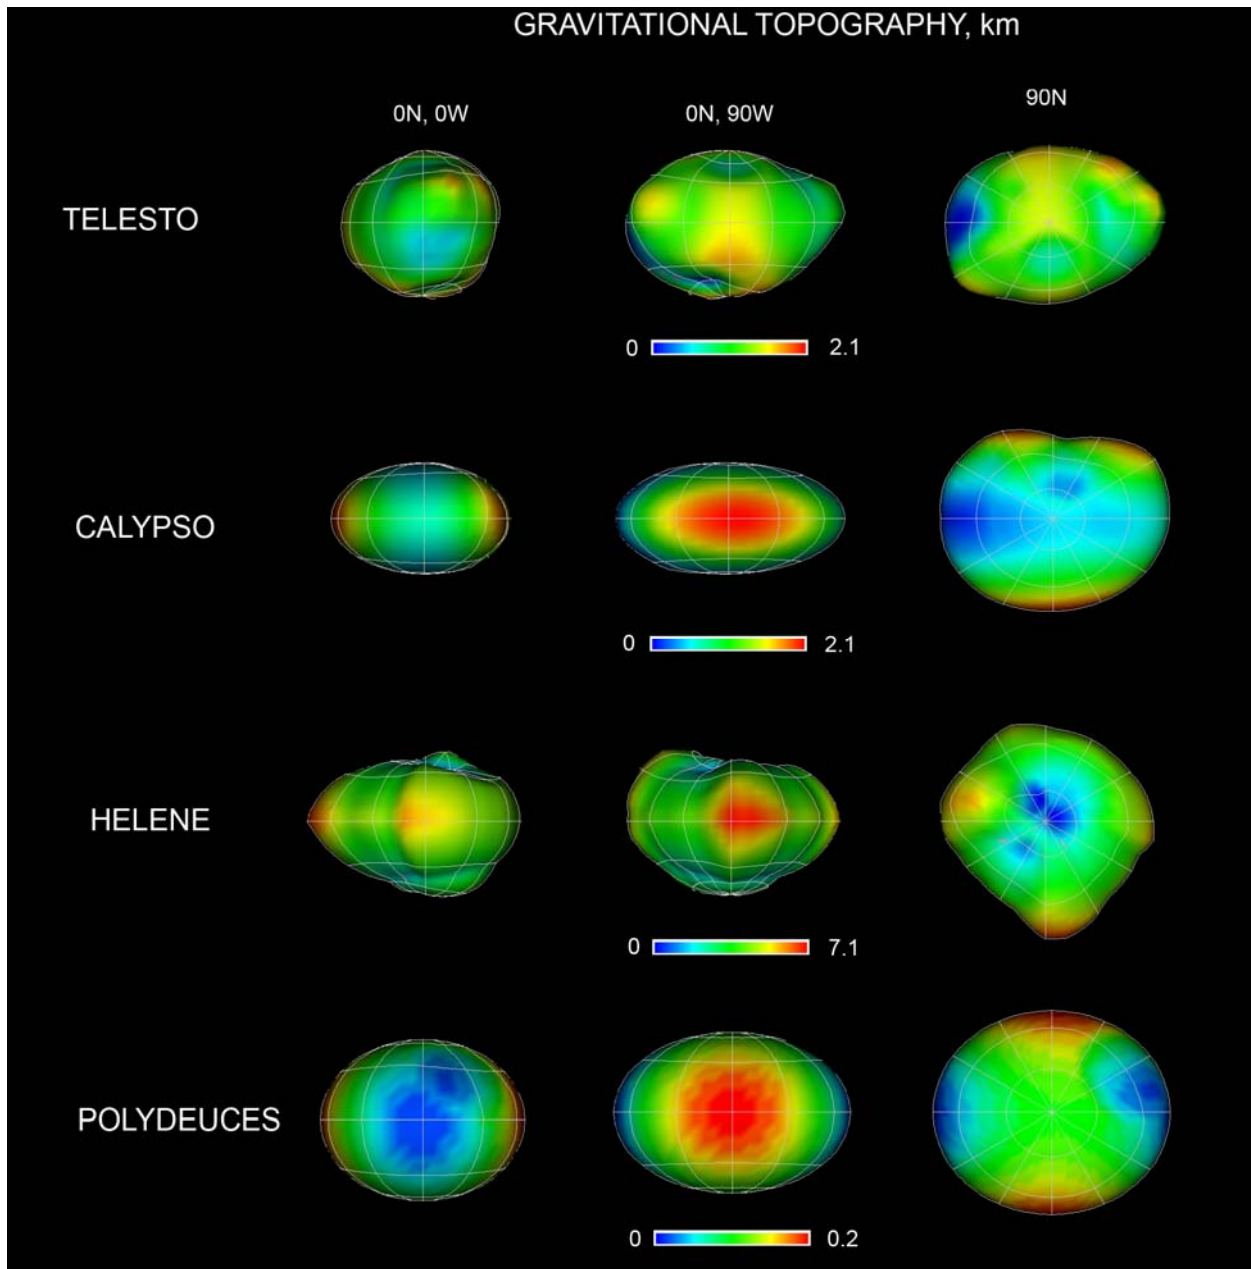 GRAVITATIONAL TOPOGRAPHY, km
0N, 0W 0N, 90W 90N
TELESTO
0 2.1
CALYPSO
0 2.1
HELENE
0 7.1
POLYDEUCES
0 0.2